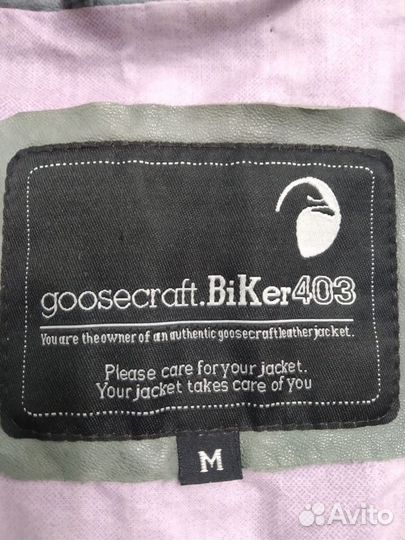 goosecraft.BiKer403
You are the owner of an authentic goosecraft leather jacket.
Please care for your jacket.
Your jacket takes care of you
M
Avito